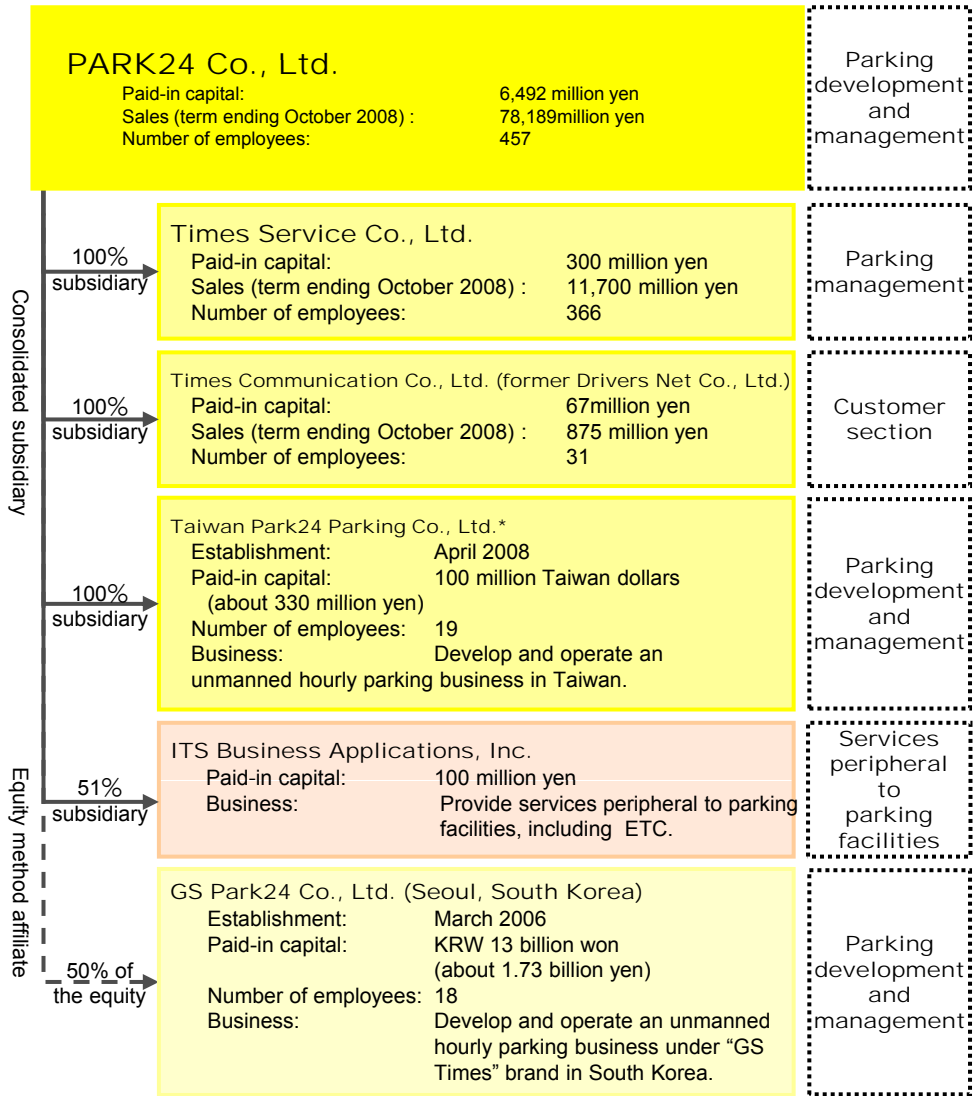 PARK24 Co., Ltd.
Paid-in capital: 6,492 million yen
Sales (term ending October 2008) : 78,189million yen
Number of employees: 457
Parking
development
and
management
Consolidated subsidiary
100%
subsidiary
Times Service Co., Ltd.
Paid-in capital: 300 million yen
Sales (term ending October 2008) : 11,700 million yen
Number of employees: 366
Parking
management
100%
subsidiary
Times Communication Co., Ltd. (former Drivers Net Co., Ltd.)
Paid-in capital: 67million yen
Sales (term ending October 2008) : 875 million yen
Number of employees: 31
Customer
section
100%
subsidiary
Taiwan Park24 Parking Co., Ltd.*
Establishment: April 2008
Paid-in capital: 100 million Taiwan dollars
(about 330 million yen)
Number of employees: 19
Business: Develop and operate an
unmanned hourly parking business in Taiwan.
Parking
development
and
management
51%
subsidiary
ITS Business Applications, Inc.
Paid-in capital: 100 million yen
Business: Provide services peripheral to parking
facilities, including ETC.
Services
peripheral
to
parking
facilities
Equity method affiliate
50% of
the equity
GS Park24 Co., Ltd. (Seoul, South Korea)
Establishment: March 2006
Paid-in capital: KRW 13 billion won
(about 1.73 billion yen)
Number of employees: 18
Business: Develop and operate an unmanned
hourly parking business under “GS
Times” brand in South Korea.
Parking
development
and
management